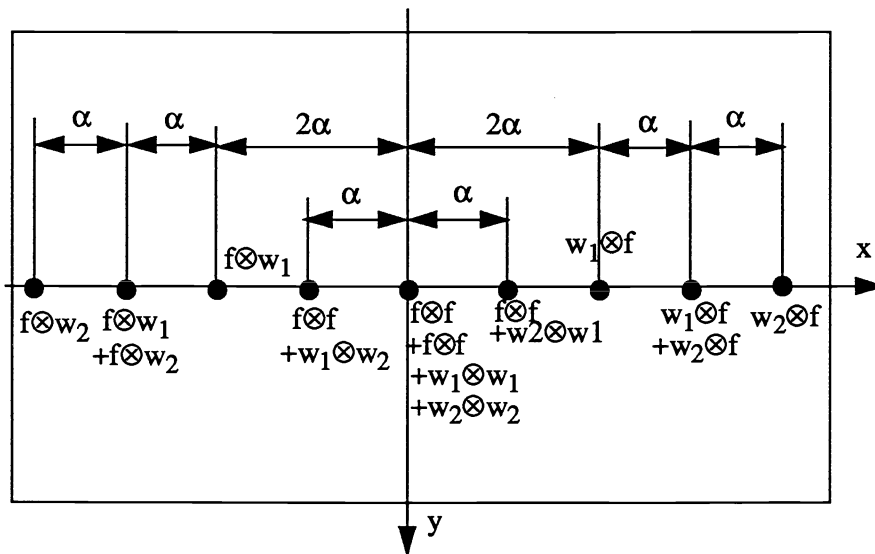 α α 2α 2α α α
α α
w₁⊗f
x
f⊗w₁
f⊗w₂ f⊗w₁ f⊗f f⊗f f⊗f w₁⊗f w₂⊗f
+f⊗w₂ +w₁⊗w₂ +f⊗f +w2⊗w1 +w₂⊗f
+w₁⊗w₁
+w₂⊗w₂
y